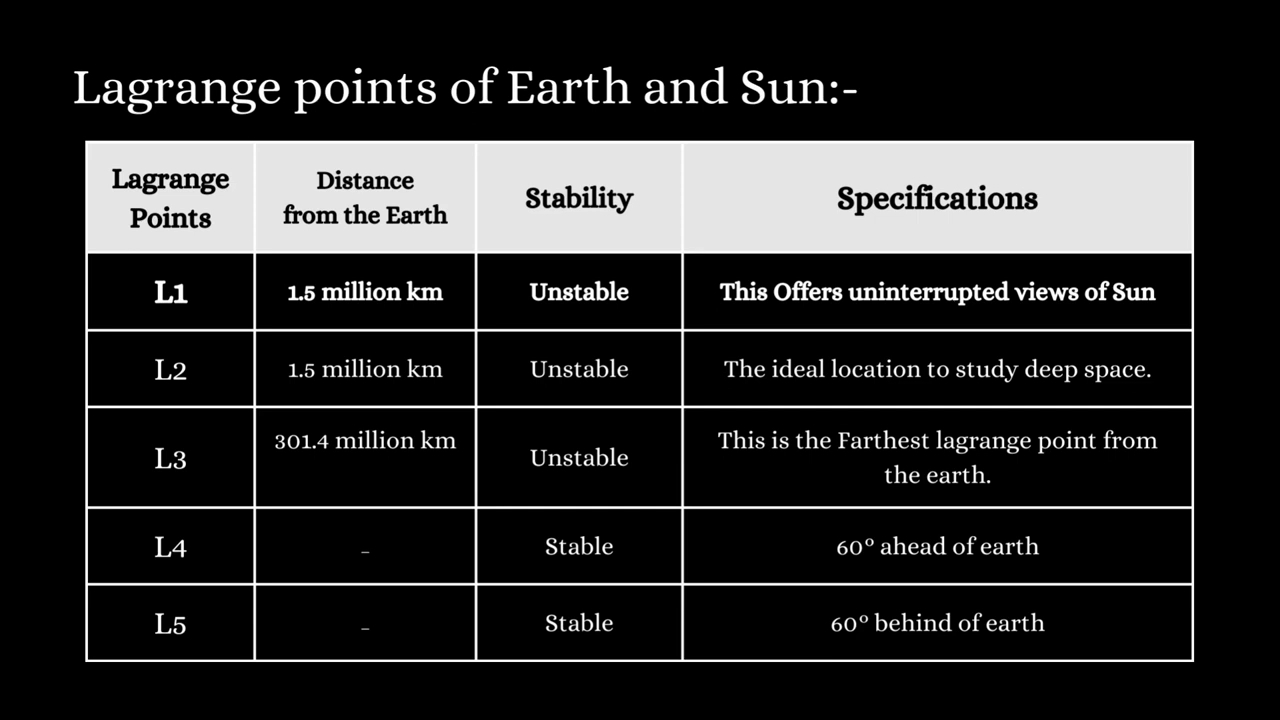 Lagrange points of Earth and Sun:-
Lagrange
Points
Distance
from the Earth
Stability
Specifications
L1
1.5 million km
Unstable
This Offers uninterrupted views of Sun
L2
1.5 million km
Unstable
The ideal location to study deep space.
L3
301.4 million km
Unstable
This is the Farthest lagrange point from
the earth.
L4
-
Stable
60° ahead of earth
L5
-
Stable
60° behind of earth